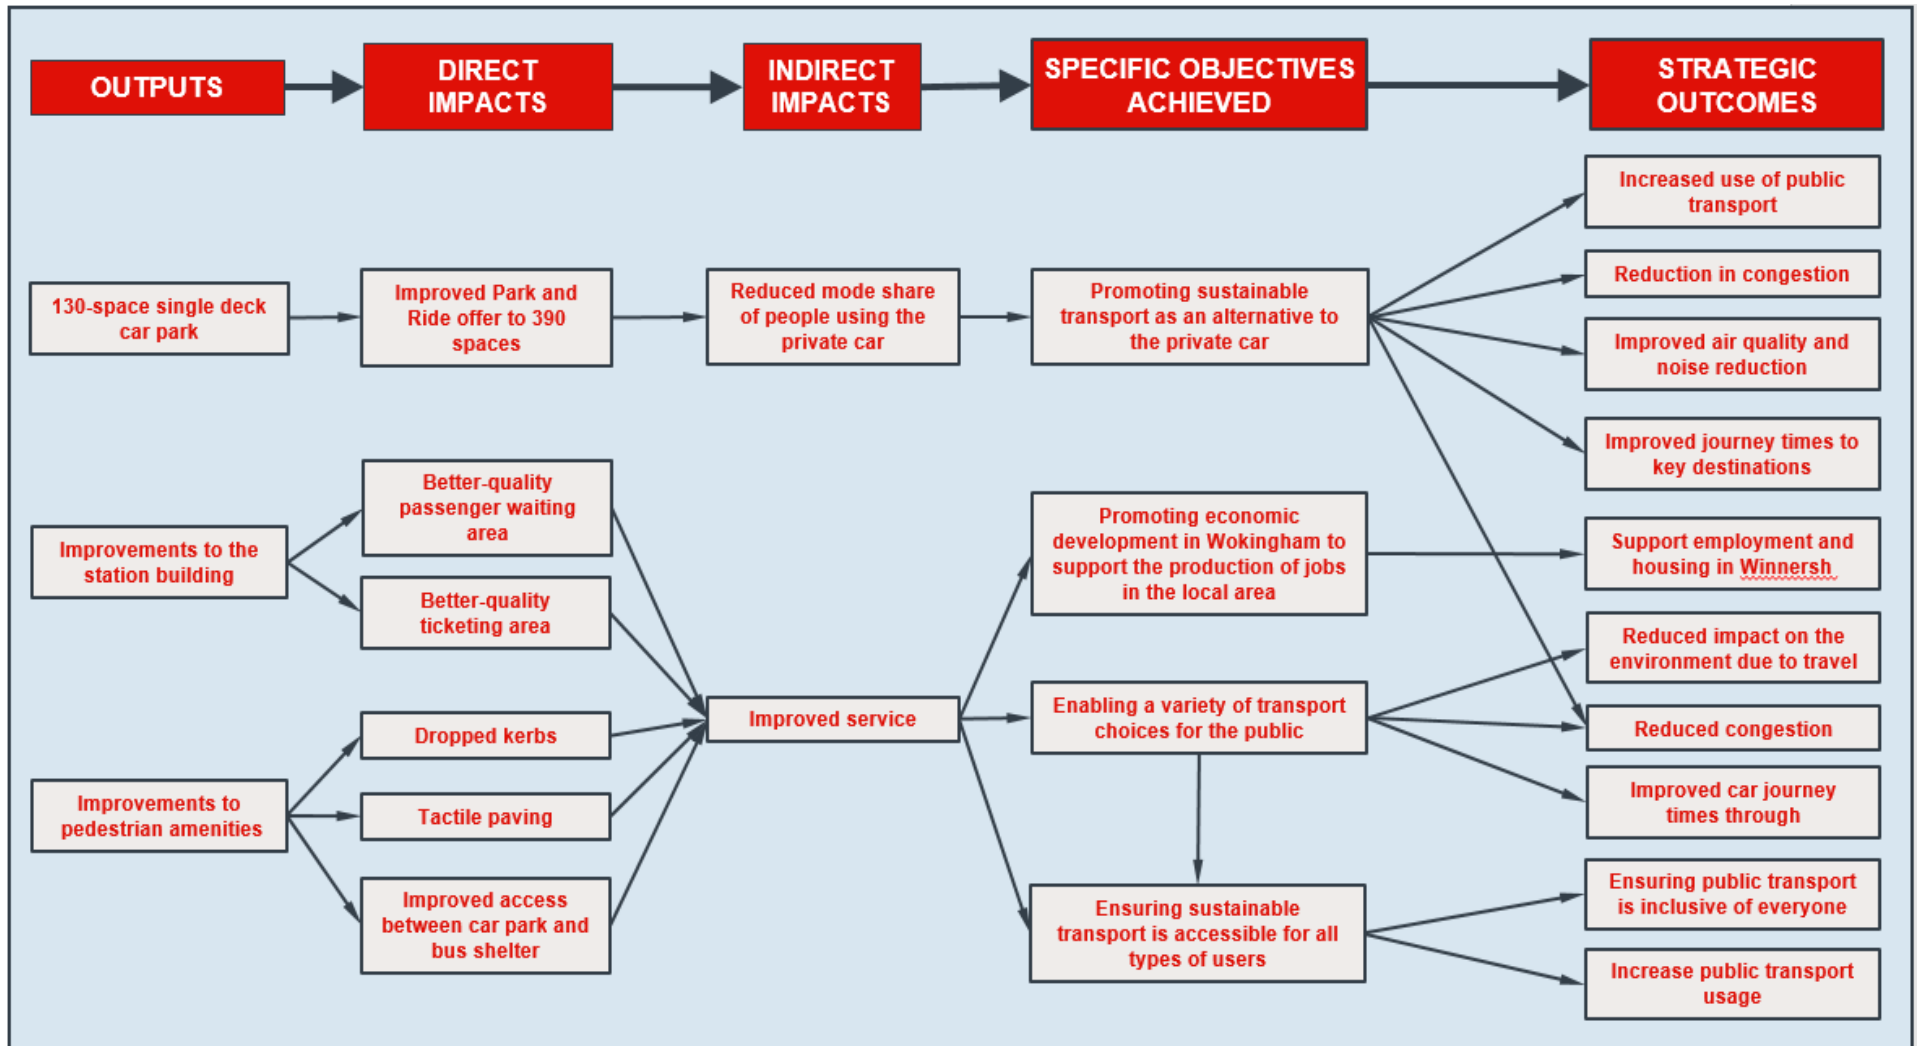 OUTPUTS
DIRECT
IMPACTS
INDIRECT
IMPACTS
SPECIFIC OBJECTIVES
ACHIEVED
STRATEGIC
OUTCOMES
130-space single deck
car park
Improved Park and
Ride offer to 390
spaces
Reduced mode share
of people using the
private car
Promoting sustainable
transport as an alternative to
the private car
Increased use of public
transport
Reduction in congestion
Improved air quality and
noise reduction
Improved journey times to
key destinations
Improvements to the
station building
Better-quality
passenger waiting
area
Better-quality
ticketing area
Promoting economic
development in Wokingham to
support the production of jobs
in the local area
Support employment and
housing in Winnersh
Improvements to
pedestrian amenities
Dropped kerbs
Tactile paving
Improved access
between car park and
bus shelter
Improved service
Enabling a variety of transport
choices for the public
Reduced impact on the
environment due to travel
Reduced congestion
Improved car journey
times through
Ensuring sustainable
transport is accessible for all
types of users
Ensuring public transport
is inclusive of everyone
Increase public transport
usage